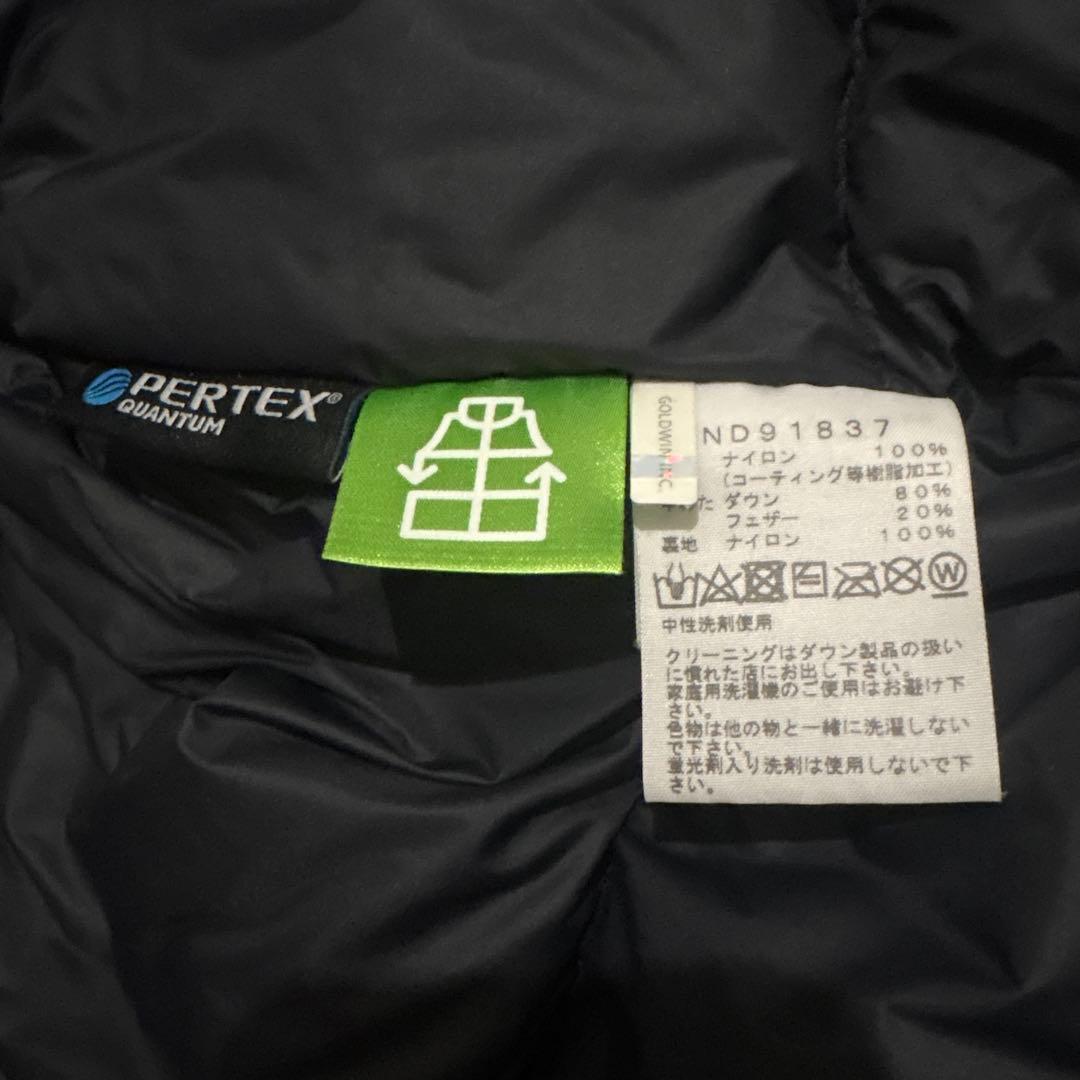 PERTEX®
QUANTUM
GOLDWIN INC
ND91837
ナイロン 100%
(コーティング等樹脂加工)
ダウン 80%
フェザー 20%
裏地 ナイロン 100%
W
中性洗剤使用
クリーニングはダウン製品の扱い
に慣れた店にお出し下さい。
家庭用洗濯機のご使用はお避け下
さい。
色物は他の物と一緒に洗濯しない
で下さい。
蛍光剤入り洗剤は使用しないで下
さい。